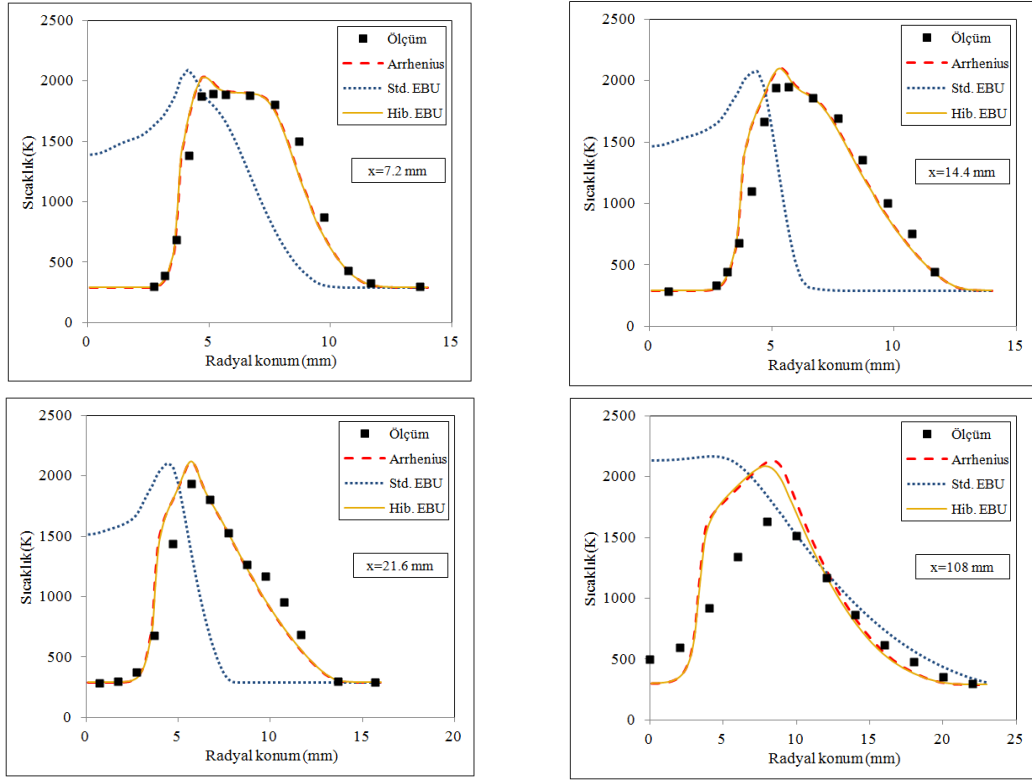 2500
2000
1500
1000
500
0
Sıcaklık(K)
0 5 10 15
Radyal konum(mm)
Ölçüm
Arrhenius
Std. EBU
Hib. EBU
x=7.2 mm
2500
2000
1500
1000
500
0
Sıcaklık(K)
0 5 10 15
Radyal konum(mm)
Ölçüm
Arrhenius
Std. EBU
Hib. EBU
x=14.4 mm
2500
2000
1500
1000
500
0
Sıcaklık(K)
0 5 10 15 20
Radyal konum(mm)
Ölçüm
Arrhenius
Std. EBU
Hib. EBU
x=21.6 mm
2500
2000
1500
1000
500
0
Sıcaklık(K)
0 5 10 15 20 25
Radyal konum(mm)
Ölçüm
Arrhenius
Std. EBU
Hib. EBU
x=108 mm